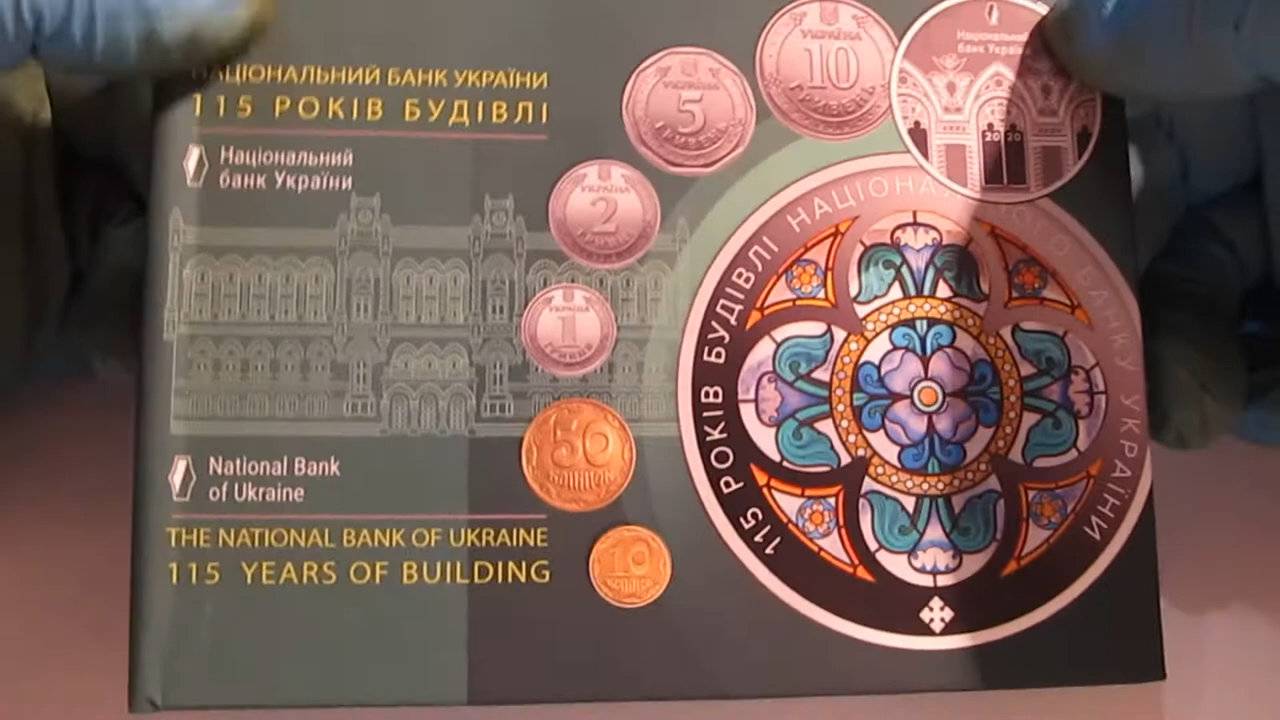 НАЦІОНАЛЬНИЙ БАНК УКРАЇНИ
115 РОКІВ БУДІВЛІ
Національний
банк України
National Bank
of Ukraine
THE NATIONAL BANK OF UKRAINE
115 YEARS OF BUILDING
УКРАЇНА
10
ГРИВЕНЬ
УКРАЇНА
5
ГРИВЕНЬ
УКРАЇНА
2
ГРИВНІ
УКРАЇНА
1
ГРИВНЯ
50
КОПІЙОК
10
КОПІЙОК
Національний
банк України
20 20
115 РОКІВ БУДІВЛІ НАЦІОНАЛЬНОГО БАНКУ УКРАЇНИ